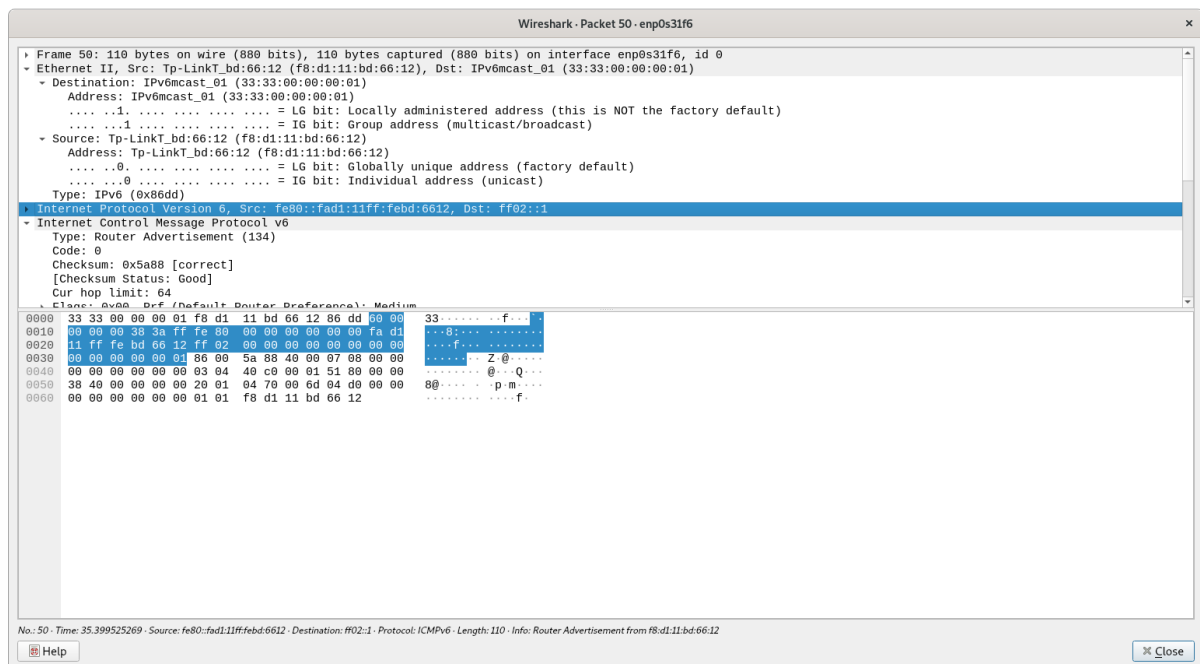 Wireshark · Packet 50 · enp0s31f6
Frame 50: 110 bytes on wire (880 bits), 110 bytes captured (880 bits) on interface enp0s31f6, id 0
Ethernet II, Src: Tp-LinkT_bd:66:12 (f8:d1:11:bd:66:12), Dst: IPv6mcast_01 (33:33:00:00:00:01)
Destination: IPv6mcast_01 (33:33:00:00:00:01)
Address: IPv6mcast_01 (33:33:00:00:00:01)
.... ..1. .... .... .... .... = LG bit: Locally administered address (this is NOT the factory default)
.... ...1 .... .... .... .... = IG bit: Group address (multicast/broadcast)
Source: Tp-LinkT_bd:66:12 (f8:d1:11:bd:66:12)
Address: Tp-LinkT_bd:66:12 (f8:d1:11:bd:66:12)
.... ..0. .... .... .... .... = LG bit: Globally unique address (factory default)
.... ...0 .... .... .... .... = IG bit: Individual address (unicast)
Type: IPv6 (0x86dd)
Internet Protocol Version 6, Src: fe80::fad1:11ff:febd:6612, Dst: ff02::1
Internet Control Message Protocol v6
Type: Router Advertisement (134)
Code: 0
Checksum: 0x5a88 [correct]
[Checksum Status: Good]
Cur hop limit: 64
Flags: 0x00, Prf (Default Router Preference): Medium
0000 33 33 00 00 00 01 f8 d1 11 bd 66 12 86 dd 60 00 33······ ··f···`·
0010 00 00 00 38 3a ff fe 80 00 00 00 00 00 00 fa d1 ···8:··· ········
0020 11 ff fe bd 66 12 ff 02 00 00 00 00 00 00 00 00 ····f··· ········
0030 00 00 00 00 00 01 86 00 5a 88 40 00 07 08 00 00 ········ Z·@·····
0040 00 00 00 00 00 00 03 04 40 c0 00 01 51 80 00 00 ········ @···Q···
0050 38 40 00 00 00 00 20 01 04 70 00 6d 04 d0 00 00 8@···· · ·p·m····
0060 00 00 00 00 00 00 01 01 f8 d1 11 bd 66 12 ········ ····f·
No.: 50 · Time: 35.399525269 · Source: fe80::fad1:11ff:febd:6612 · Destination: ff02::1 · Protocol: ICMPv6 · Length: 110 · Info: Router Advertisement from f8:d1:11:bd:66:12
Help
Close